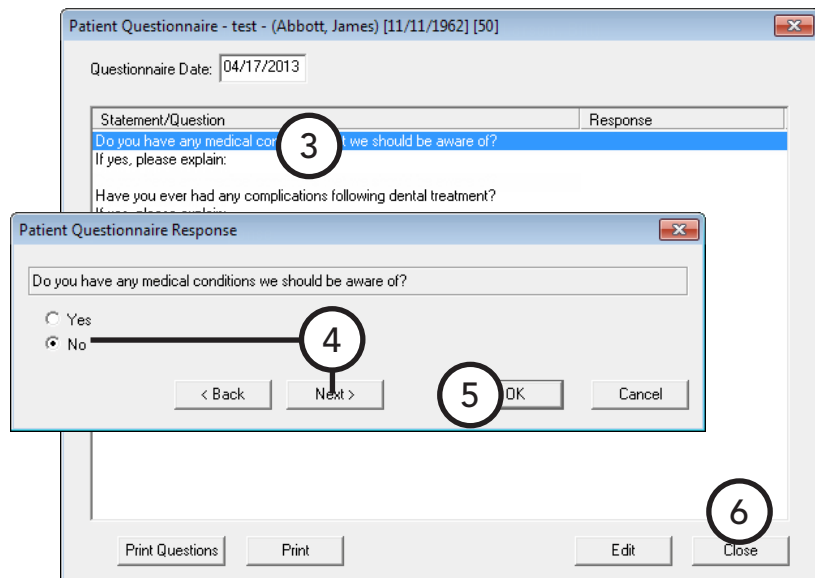 Patient Questionnaire - test - (Abbott, James) [11/11/1962] [50]
Questionnaire Date: 04/17/2013
Statement/Question Response
Do you have any medical t we should be aware of?
3
If yes, please explain:
Have you ever had any complications following dental treatment?
Patient Questionnaire Response
Do you have any medical conditions we should be aware of?
Yes
No
4
< Back Next > 5 OK Cancel
6
Print Questions Print Edit Close